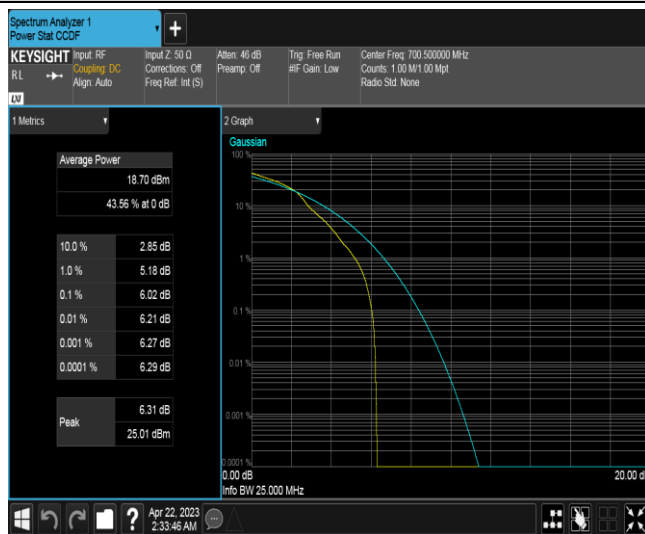 Spectrum Analyzer 1
Power Stat CCDF
+
KEYSIGHT
RL
LXI
Input: RF
Coupling: DC
Align: Auto
Input Z: 50 Ω
Corrections: Off
Freq Ref: Int (S)
Atten: 46 dB
Preamp: Off
Trig: Free Run
#IF Gain: Low
Center Freq: 700.500000 MHz
Counts: 1.00 M/1.00 Mpt
Radio Std: None
1 Metrics
Average Power
18.70 dBm
43.56 % at 0 dB
10.0 % 2.85 dB
1.0 % 5.18 dB
0.1 % 6.02 dB
0.01 % 6.21 dB
0.001 % 6.27 dB
0.0001 % 6.29 dB
Peak
6.31 dB
25.01 dBm
2 Graph
Gaussian
100 %
10 %
1 %
0.1 %
0.01 %
0.001 %
0.0001 %
0.00 dB
20.00 d
Info BW 25.000 MHz
?
Apr 22, 2023
2:33:46 AM